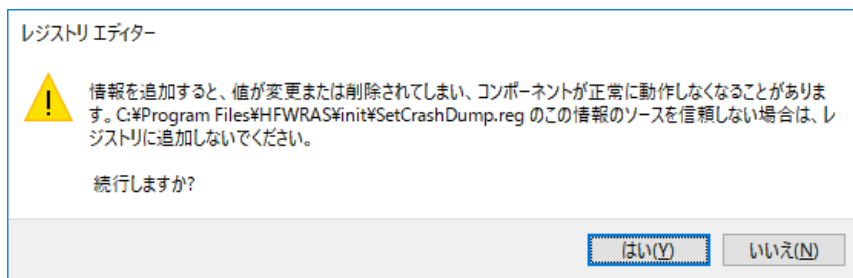 レジストリ エディター
情報を追加すると、値が変更または削除されてしまい、コンポーネントが正常に動作しなくなることがありま
す。C:¥Program Files¥HFWRAS¥init¥SetCrashDump.reg のこの情報のソースを信頼しない場合は、レ
ジストリに追加しないでください。
続行しますか?
はい(Y)
いいえ(N)